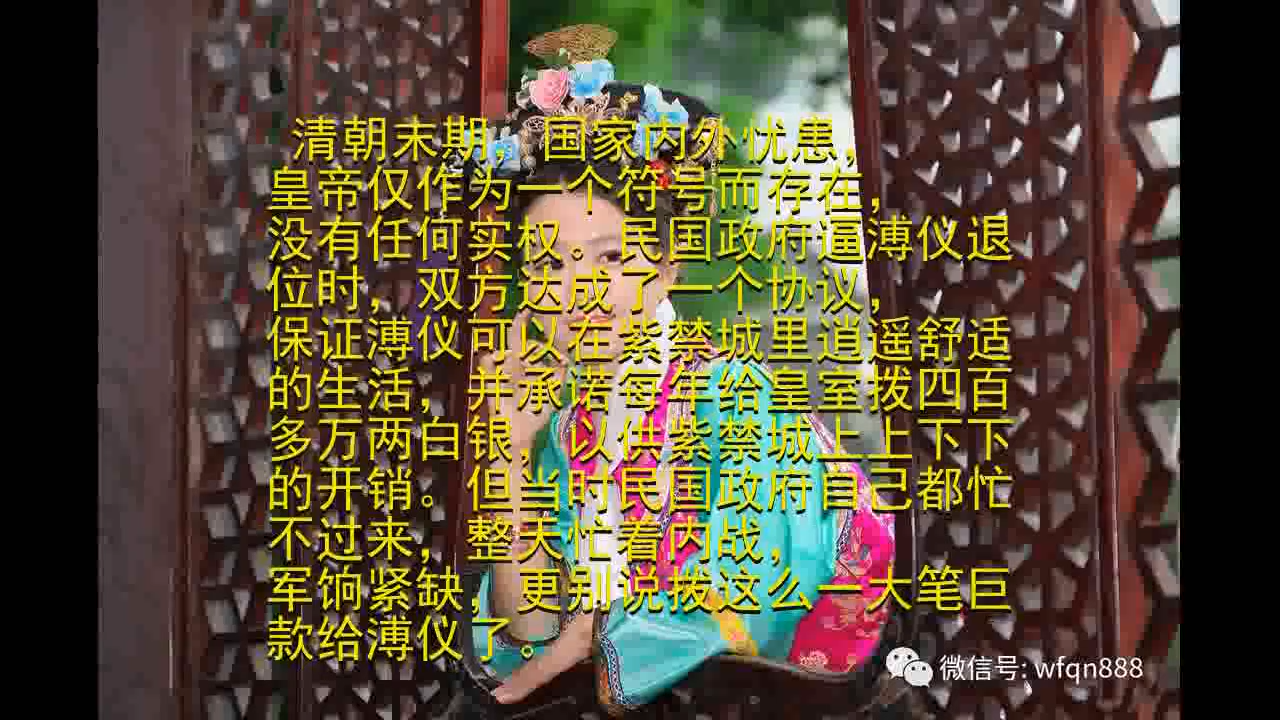 清朝末期，国家内外忧患，
皇帝仅作为一个符号而存在，
没有任何实权。民国政府逼溥仪退
位时，双方达成了一个协议，
保证溥仪可以在紫禁城里逍遥舒适
的生活，并承诺每年给皇室拨四百
多万两白银，以供紫禁城上上下下
的开销。但当时民国政府自己都忙
不过来，整天忙着内战，
军饷紧缺，更别说拨这么一大笔巨
款给溥仪了。
微信号: wfqn888